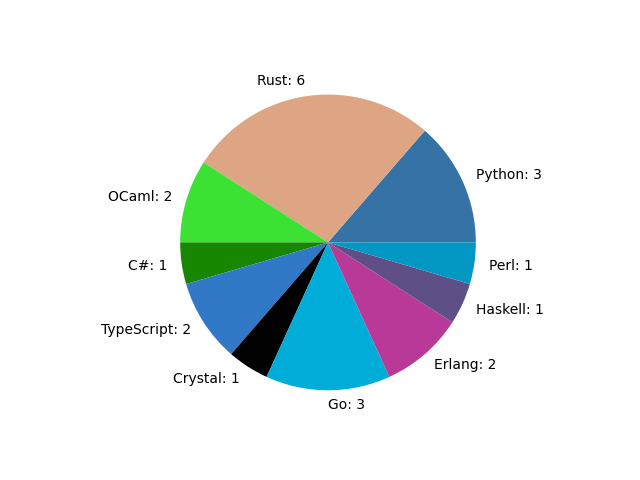 Rust: 6
Python: 3
OCaml: 2
C#: 1
Perl: 1
Haskell: 1
TypeScript: 2
Erlang: 2
Crystal: 1
Go: 3